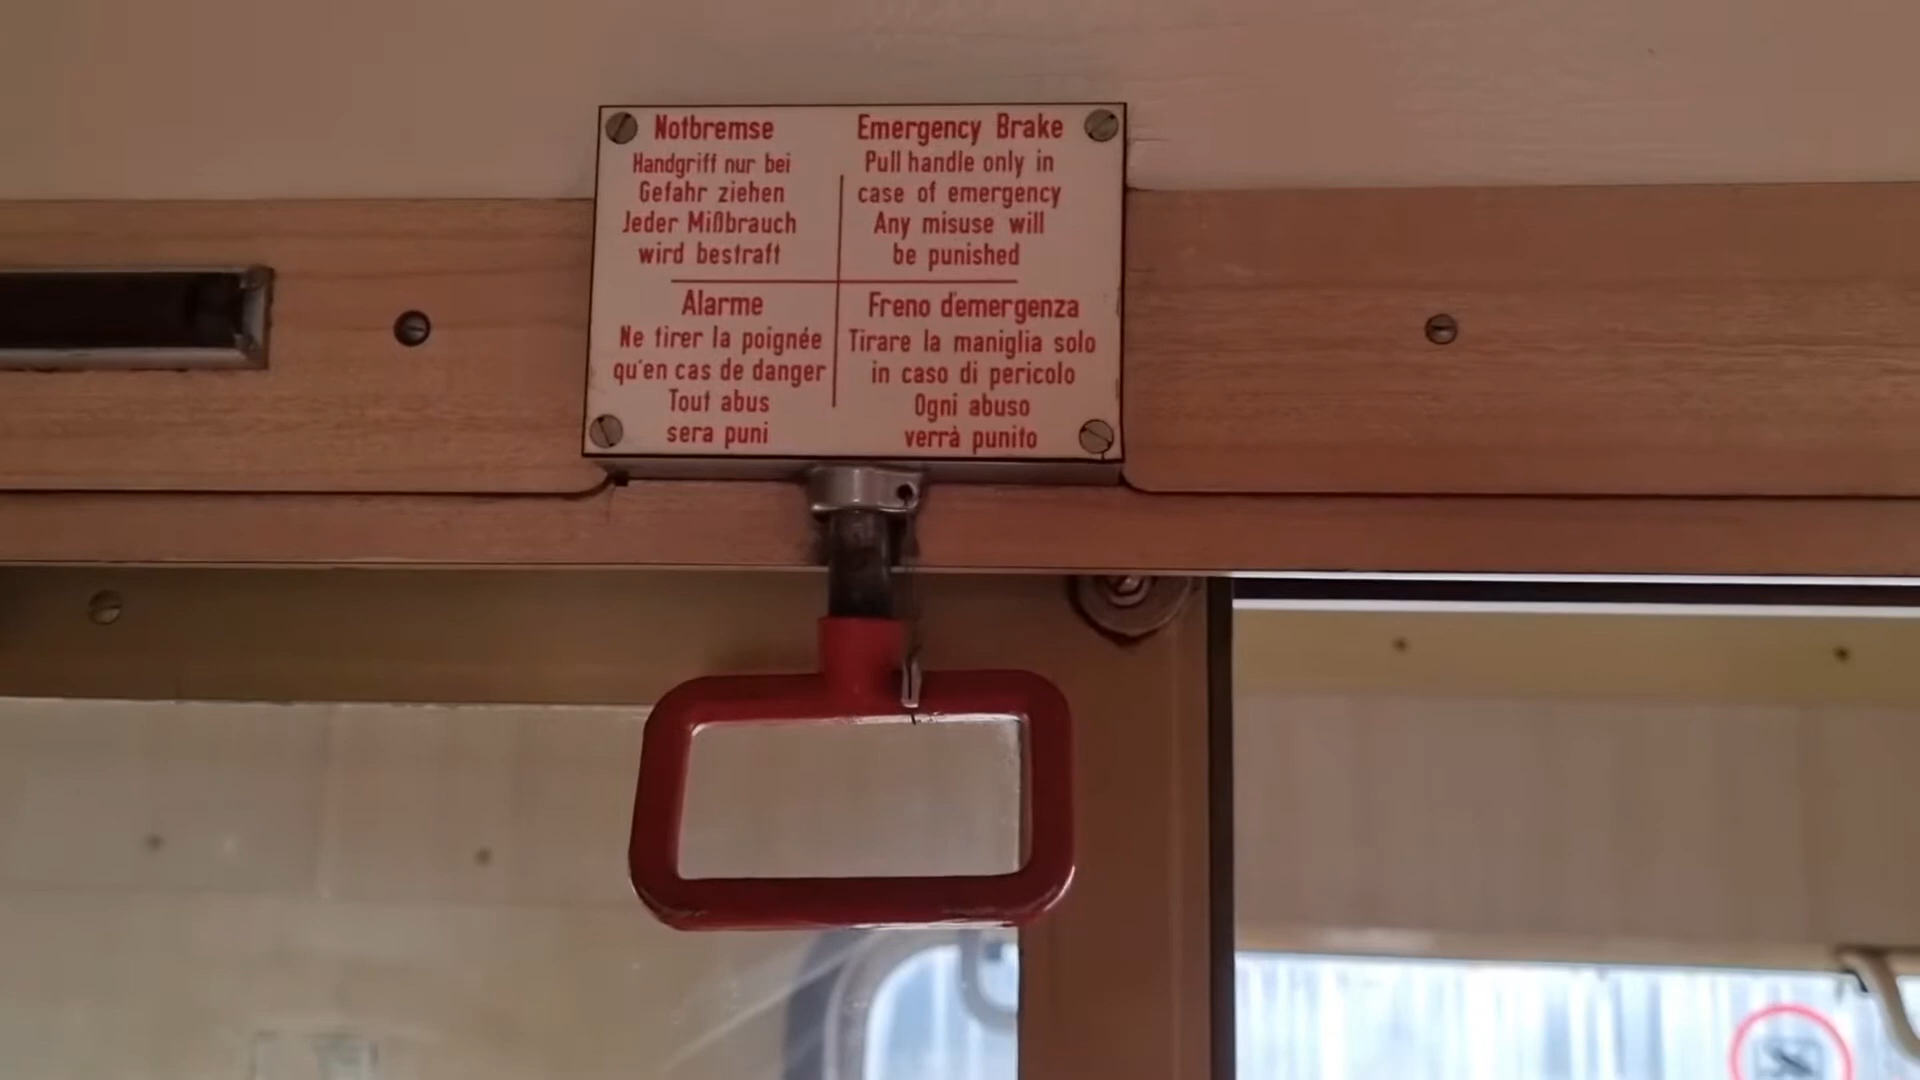 Notbremse
Handgriff nur bei
Gefahr ziehen
Jeder Mißbrauch
wird bestraft
Emergency Brake
Pull handle only in
case of emergency
Any misuse will
be punished
Alarme
Ne tirer la poignée
qu'en cas de danger
Tout abus
sera puni
Freno d'emergenza
Tirare la maniglia solo
in caso di pericolo
Ogni abuso
verrà punito